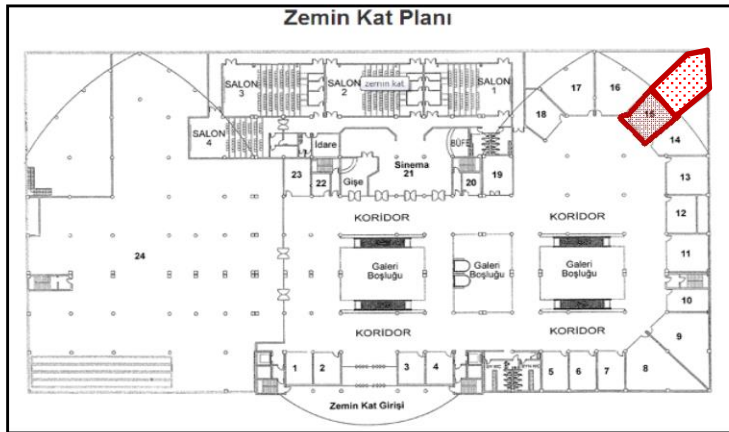 Zemin Kat Planı
SALON
3
SALON
2
zemin kat
SALON
1
17
16
18
15
SALON
4
14
İdare
BÜFE
Sinema
21
23
22
Gişe
20
19
13
12
KORİDOR
KORİDOR
24
Galeri
Boşluğu
Galeri
Boşluğu
Galeri
Boşluğu
11
10
KORİDOR
KORİDOR
9
1
2
3
4
5
6
7
8
Zemin Kat Girişi